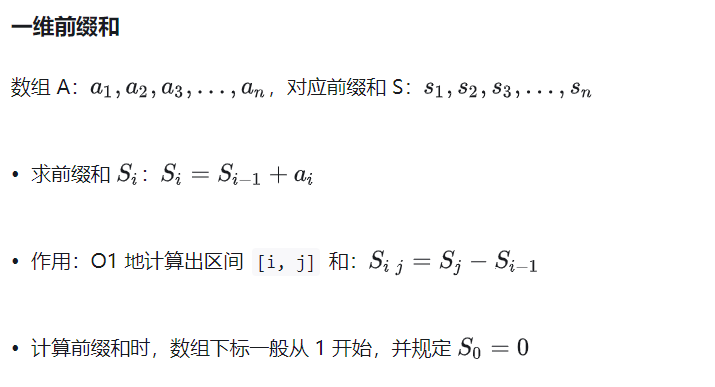 一维前缀和
数组 A：$a_1, a_2, a_3, \ldots, a_n$，对应前缀和 S：$s_1, s_2, s_3, \ldots, s_n$
• 求前缀和 $S_i$：$S_i = S_{i-1} + a_i$
• 作用：O1 地计算出区间 [i, j] 和：$S_{i\ j} = S_j - S_{i-1}$
• 计算前缀和时，数组下标一般从 1 开始，并规定 $S_0 = 0$